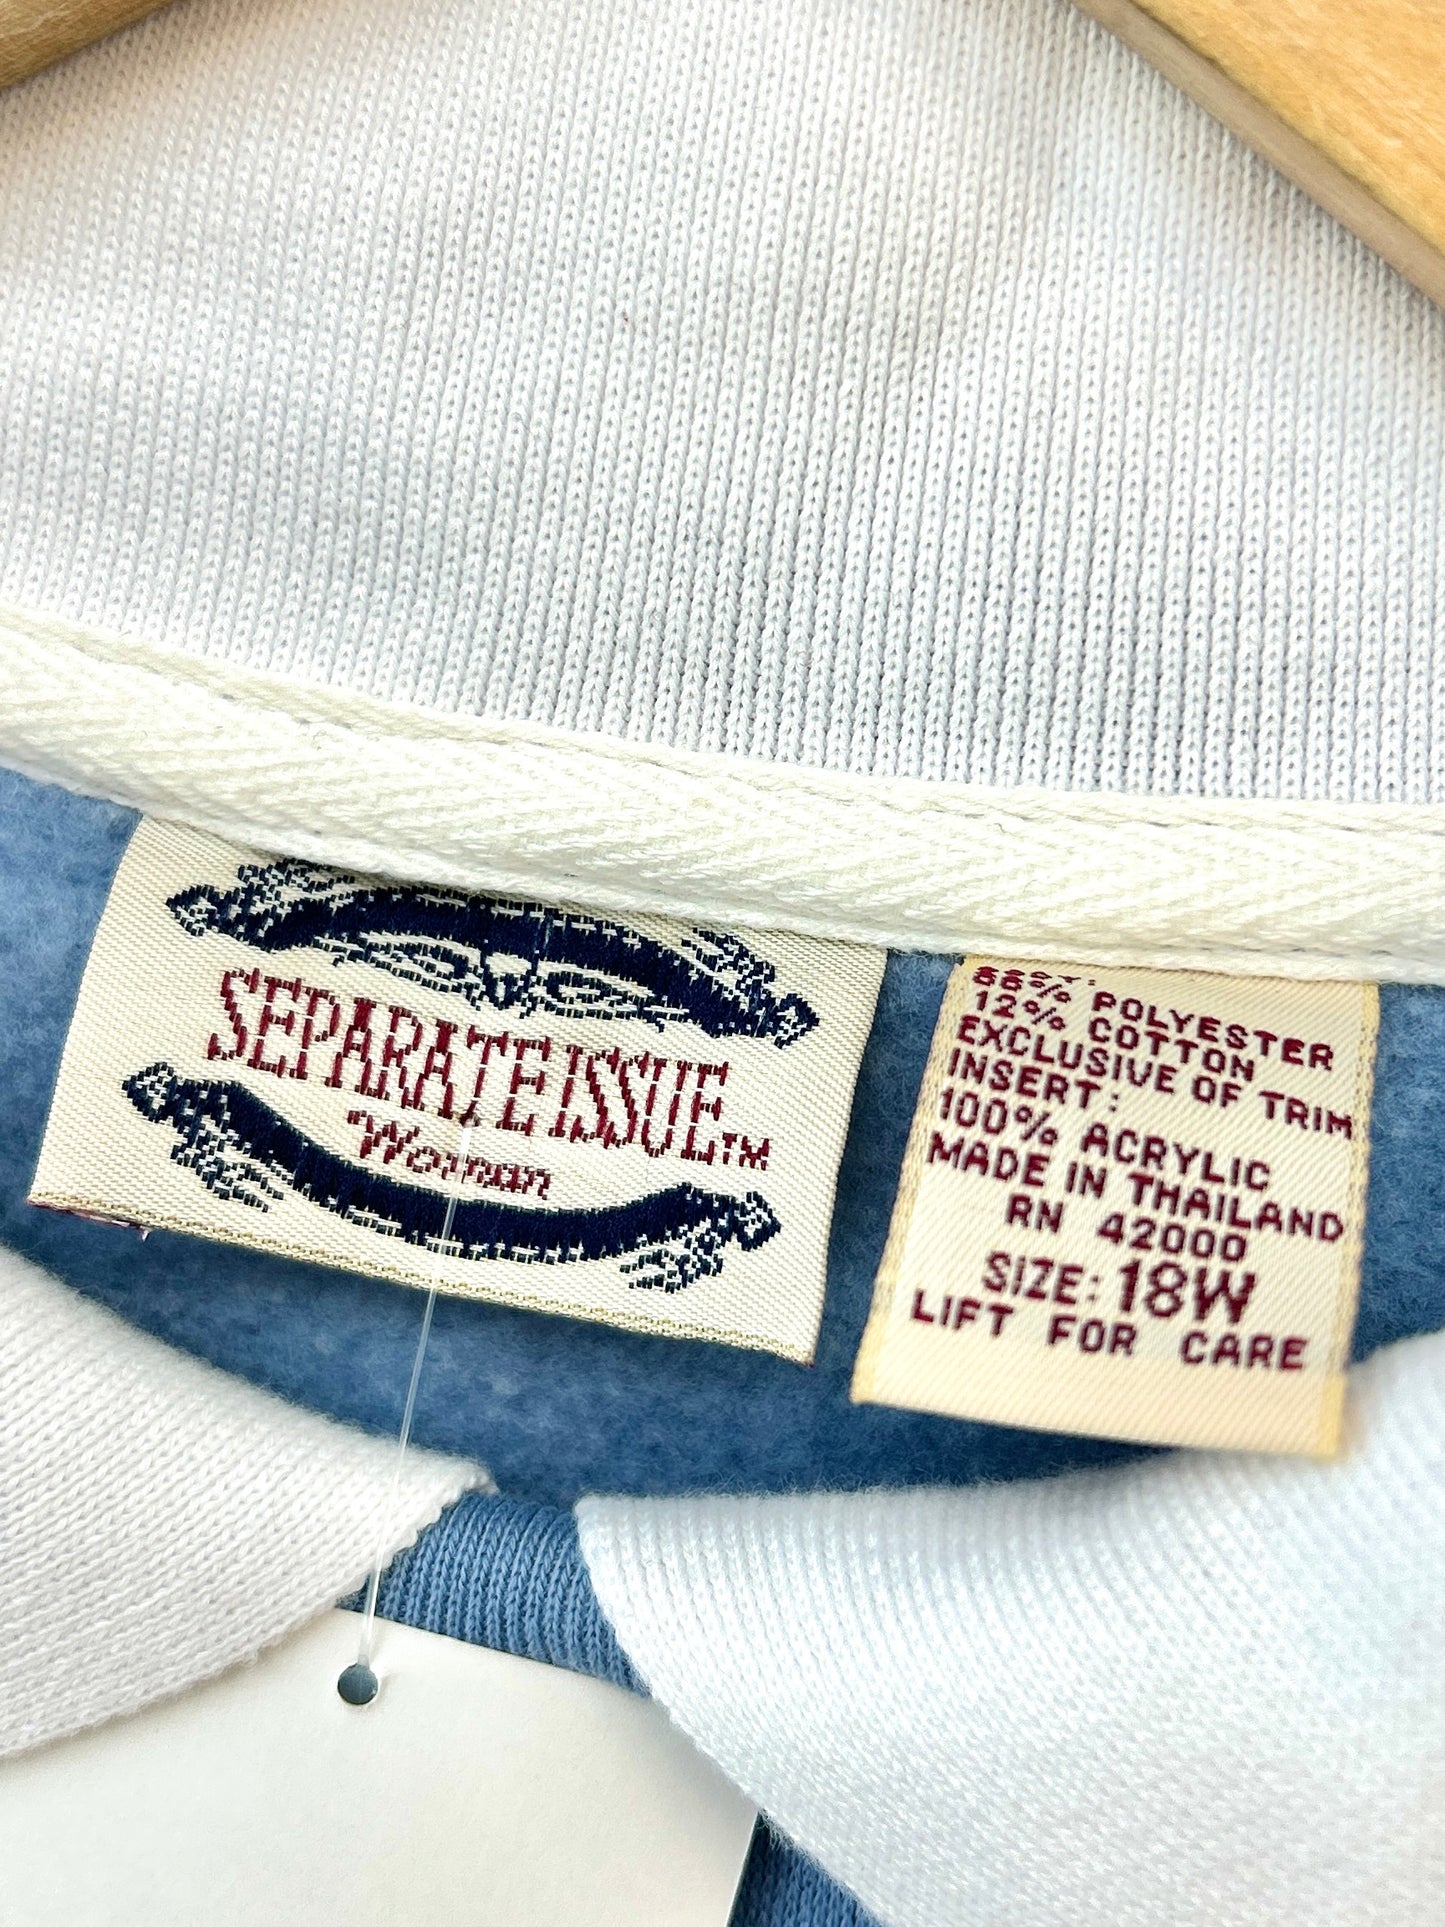 SEPARATE ISSUE™
Woman
88% POLYESTER
12% COTTON
EXCLUSIVE OF TRIM
INSERT:
100% ACRYLIC
MADE IN THAILAND
RN 42000
SIZE: 18W
LIFT FOR CARE